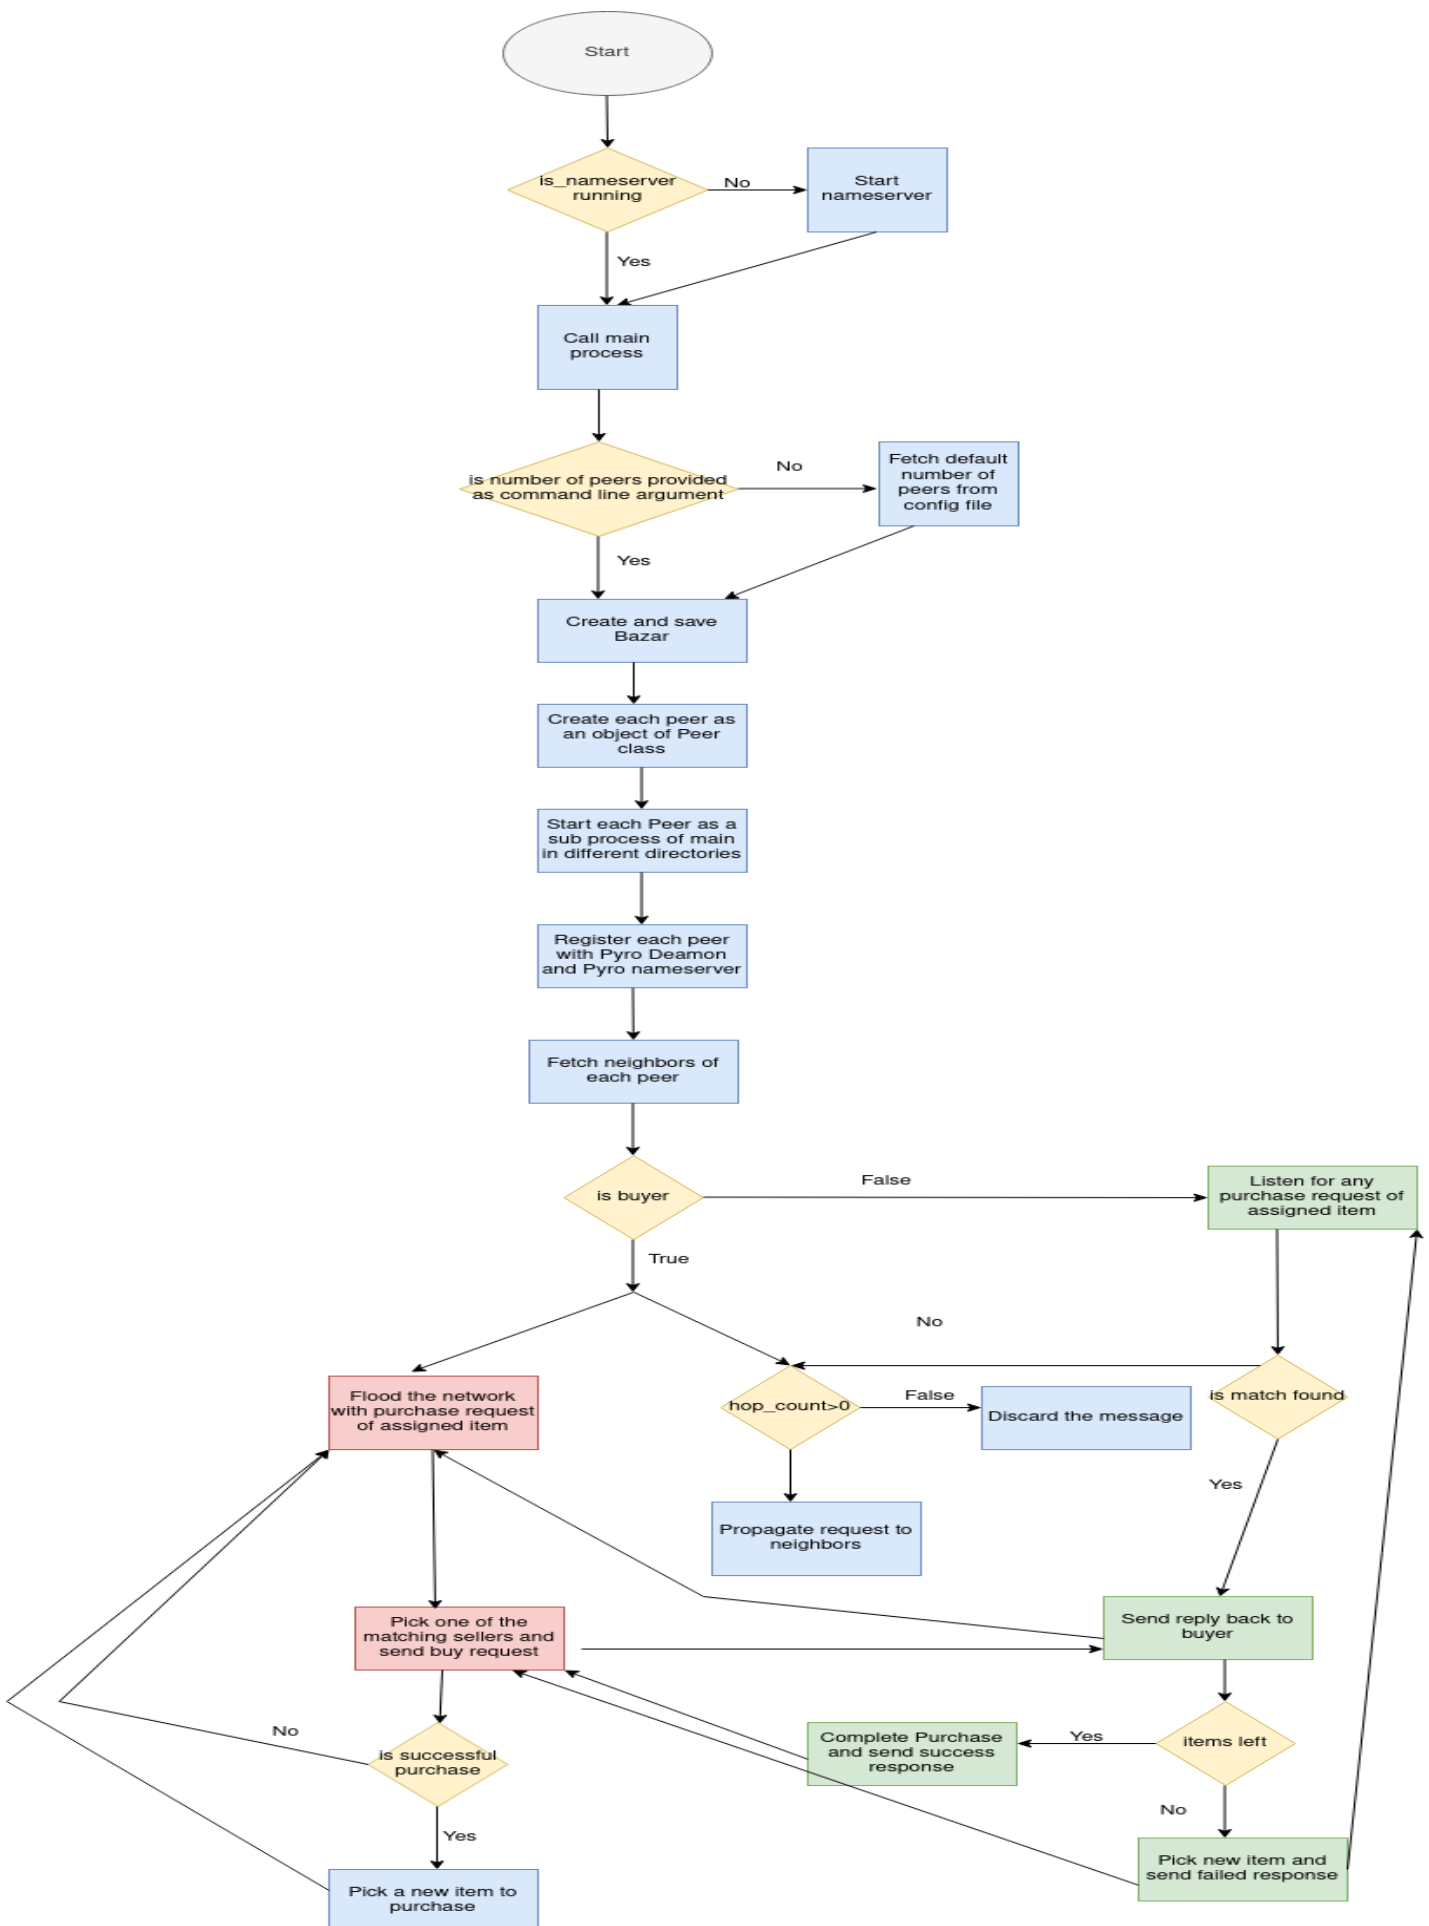 Start
is_nameserver
running
No
Start
nameserver
Yes
Call main
process
is number of peers provided
as command line argument
No
Fetch default
number of
peers from
config file
Yes
Create and save
Bazar
Create each peer as
an object of Peer
class
Start each Peer as a
sub process of main
in different directories
Register each peer
with Pyro Deamon
and Pyro nameserver
Fetch neighbors of
each peer
is buyer
False
Listen for any
purchase request of
assigned item
True
No
Flood the network
with purchase request
of assigned item
hop_count>0
False
Discard the message
is match found
Yes
Propagate request to
neighbors
Pick one of the
matching sellers and
send buy request
Send reply back to
buyer
No
is successful
purchase
Complete Purchase
and send success
response
Yes
items left
No
Yes
Pick a new item to
purchase
Pick new item and
send failed response